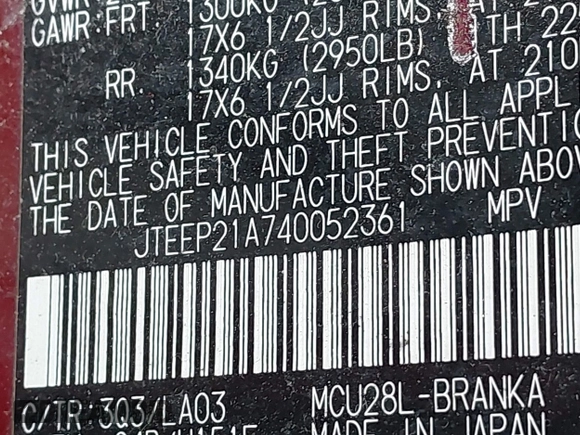 GAWR:FRT. 1300KG
17X6 1/2JJ RIMS, AT
RR. 1340KG (2950LB) WITH 22
17X6 1/2JJ RIMS, AT 210
THIS VEHICLE CONFORMS TO ALL APPL
VEHICLE SAFETY AND THEFT PREVENTI
THE DATE OF MANUFACTURE SHOWN ABOV
JTEEP21A740052361 MPV
C/TR 3Q3/LA03 MCU28L-BRANKA
MADE IN JAPAN